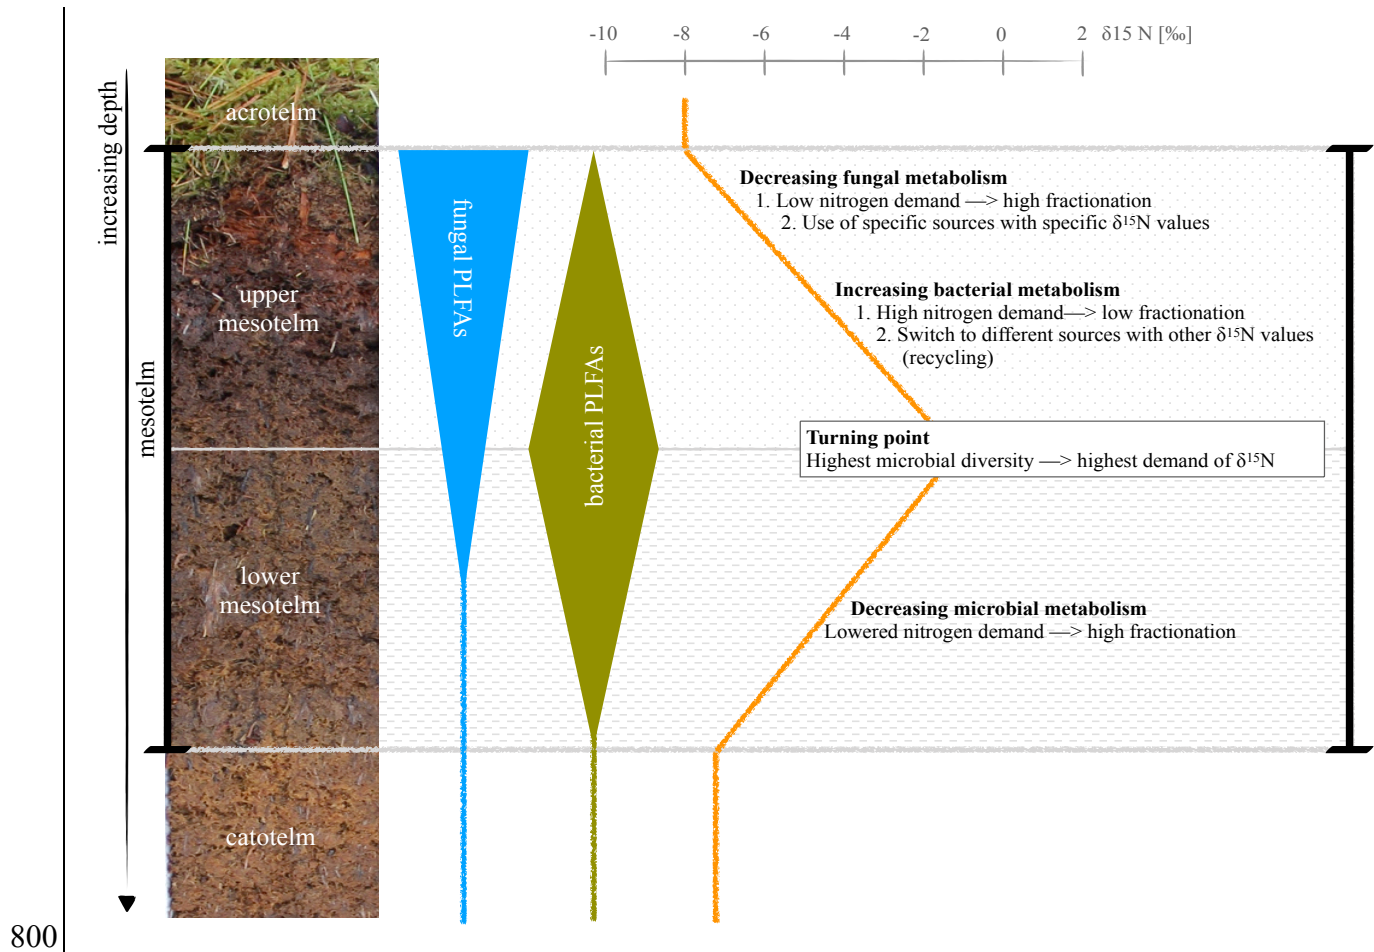 -10 -8 -6 -4 -2 0 2 δ15 N [‰]
increasing depth
acrotelm
mesotelm
upper
mesotelm
lower
mesotelm
catotelm
fungal PLFAs
bacterial PLFAs
Decreasing fungal metabolism
1. Low nitrogen demand —> high fractionation
2. Use of specific sources with specific δ¹⁵N values
Increasing bacterial metabolism
1. High nitrogen demand—> low fractionation
2. Switch to different sources with other δ¹⁵N values
(recycling)
Turning point
Highest microbial diversity —> highest demand of δ¹⁵N
Decreasing microbial metabolism
Lowered nitrogen demand —> high fractionation
800